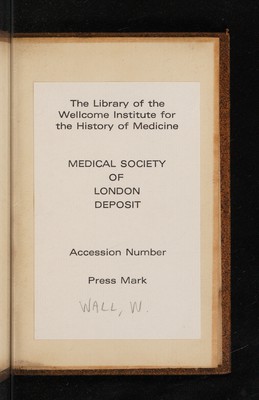 The Library of the
Wellcome Institute for
the History of Medicine
MEDICAL SOCIETY
OF
LONDON
DEPOSIT
Accession Number
Press Mark
WALL, W.